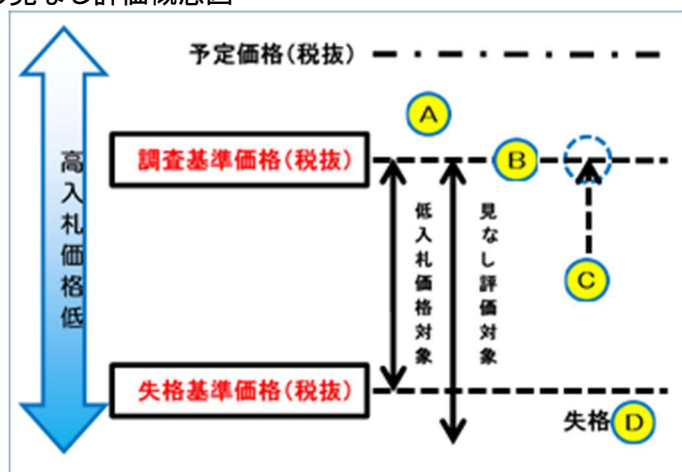 見なし評価概念図
予定価格(税抜)
A
調査基準価格(税抜)
B
高入札価格低
低入札価格対象
見なし評価対象
C
失格基準価格(税抜)
失格
D